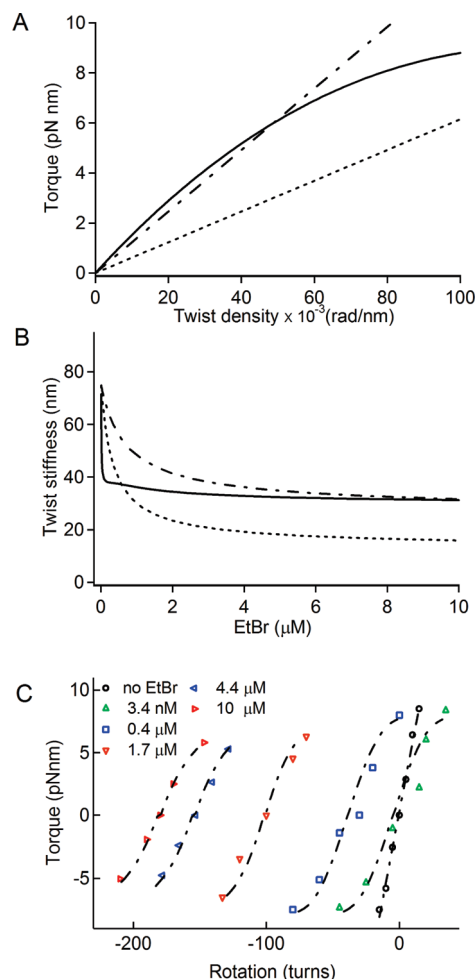 A
10
8
6
4
2
0
Torque (pN nm)
0 20 40 60 80 100
Twist density × 10⁻³(rad/nm)
B
80
60
40
20
0
Twist stiffness (nm)
0 2 4 6 8 10
EtBr (μM)
C
no EtBr
3.4 nM
0.4 μM
1.7 μM
4.4 μM
10 μM
10
5
0
-5
Torque (pNnm)
-200 -100 0
Rotation (turns)